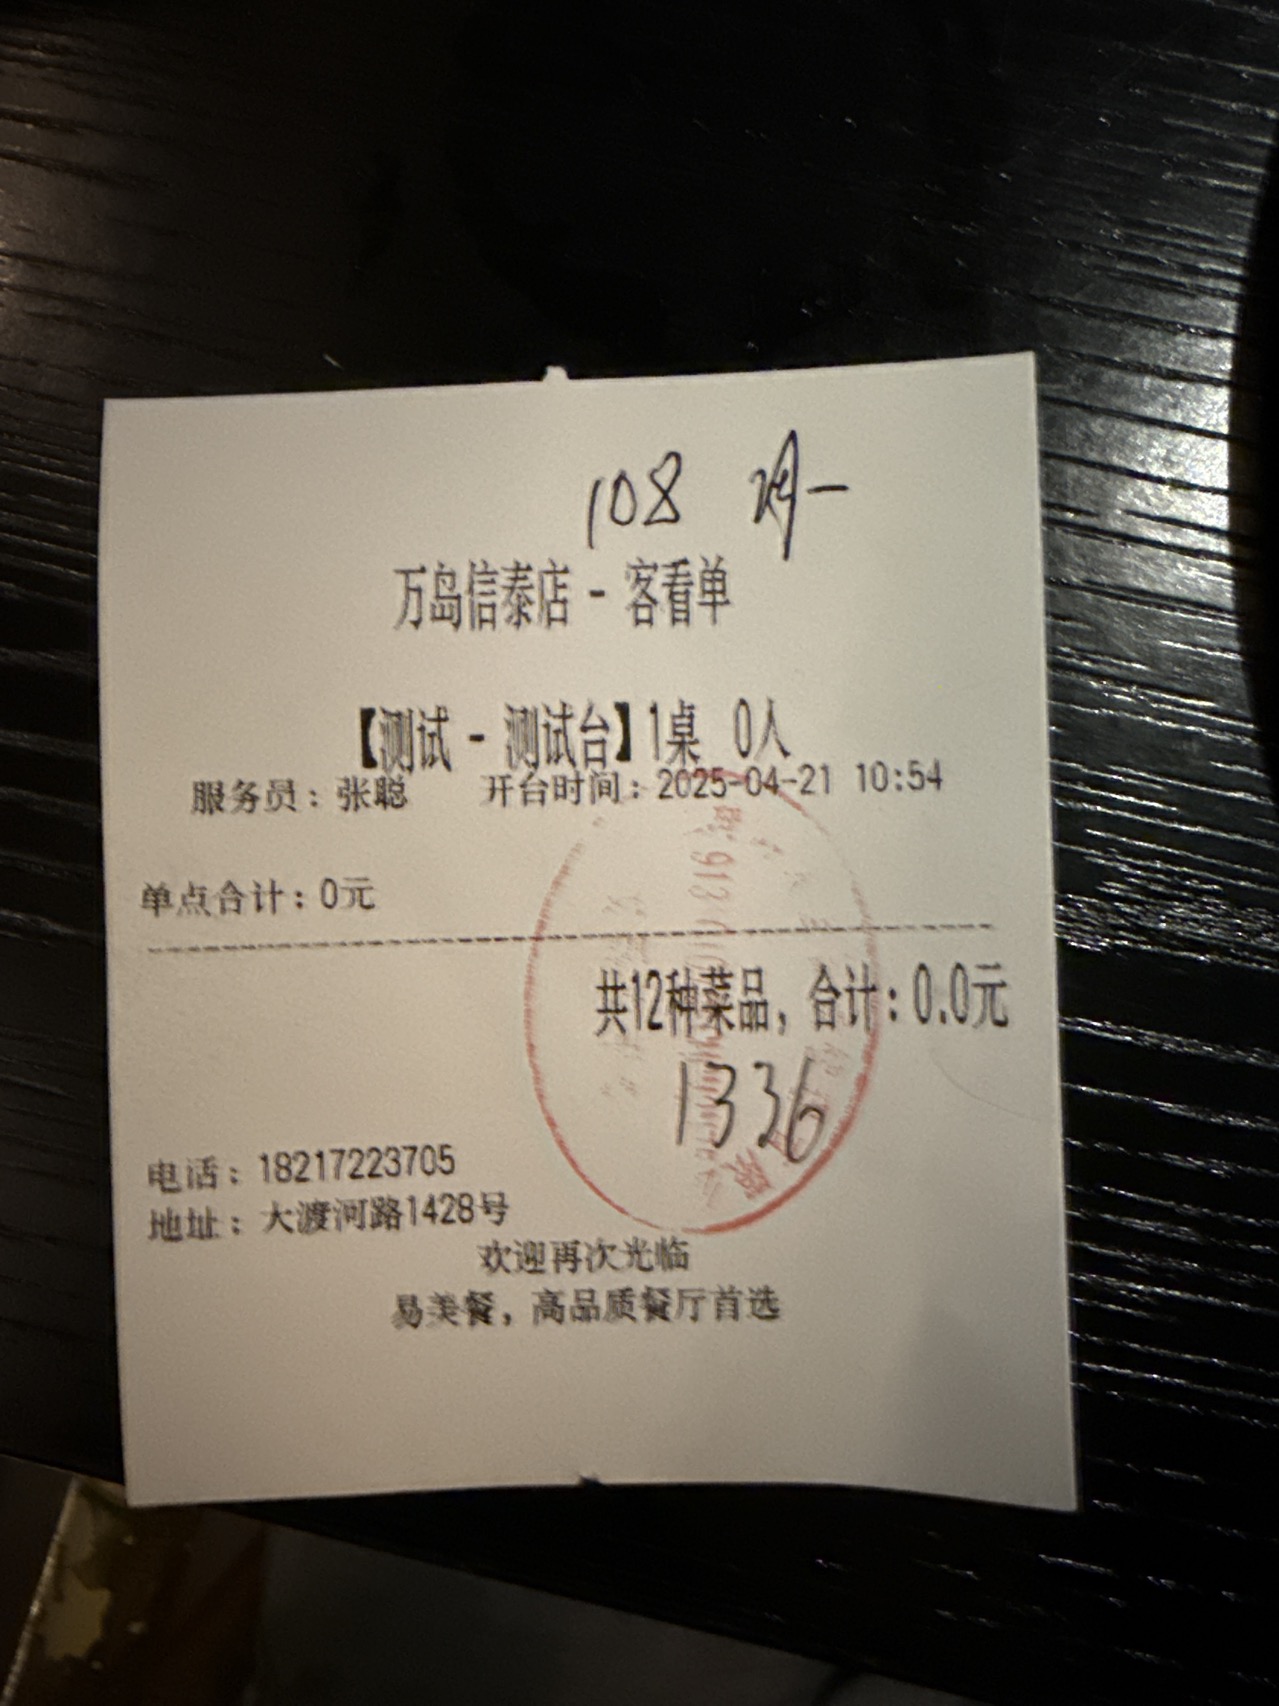 108
万岛信泰店 - 客看单
【测试 - 测试台】1桌 0人
服务员：张聪 开台时间：2025-04-21 10:54
单点合计：0元
共12种菜品，合计：0.0元
1336
电话：18217223705
地址：大渡河路1428号
欢迎再次光临
易美餐，高品质餐厅首选